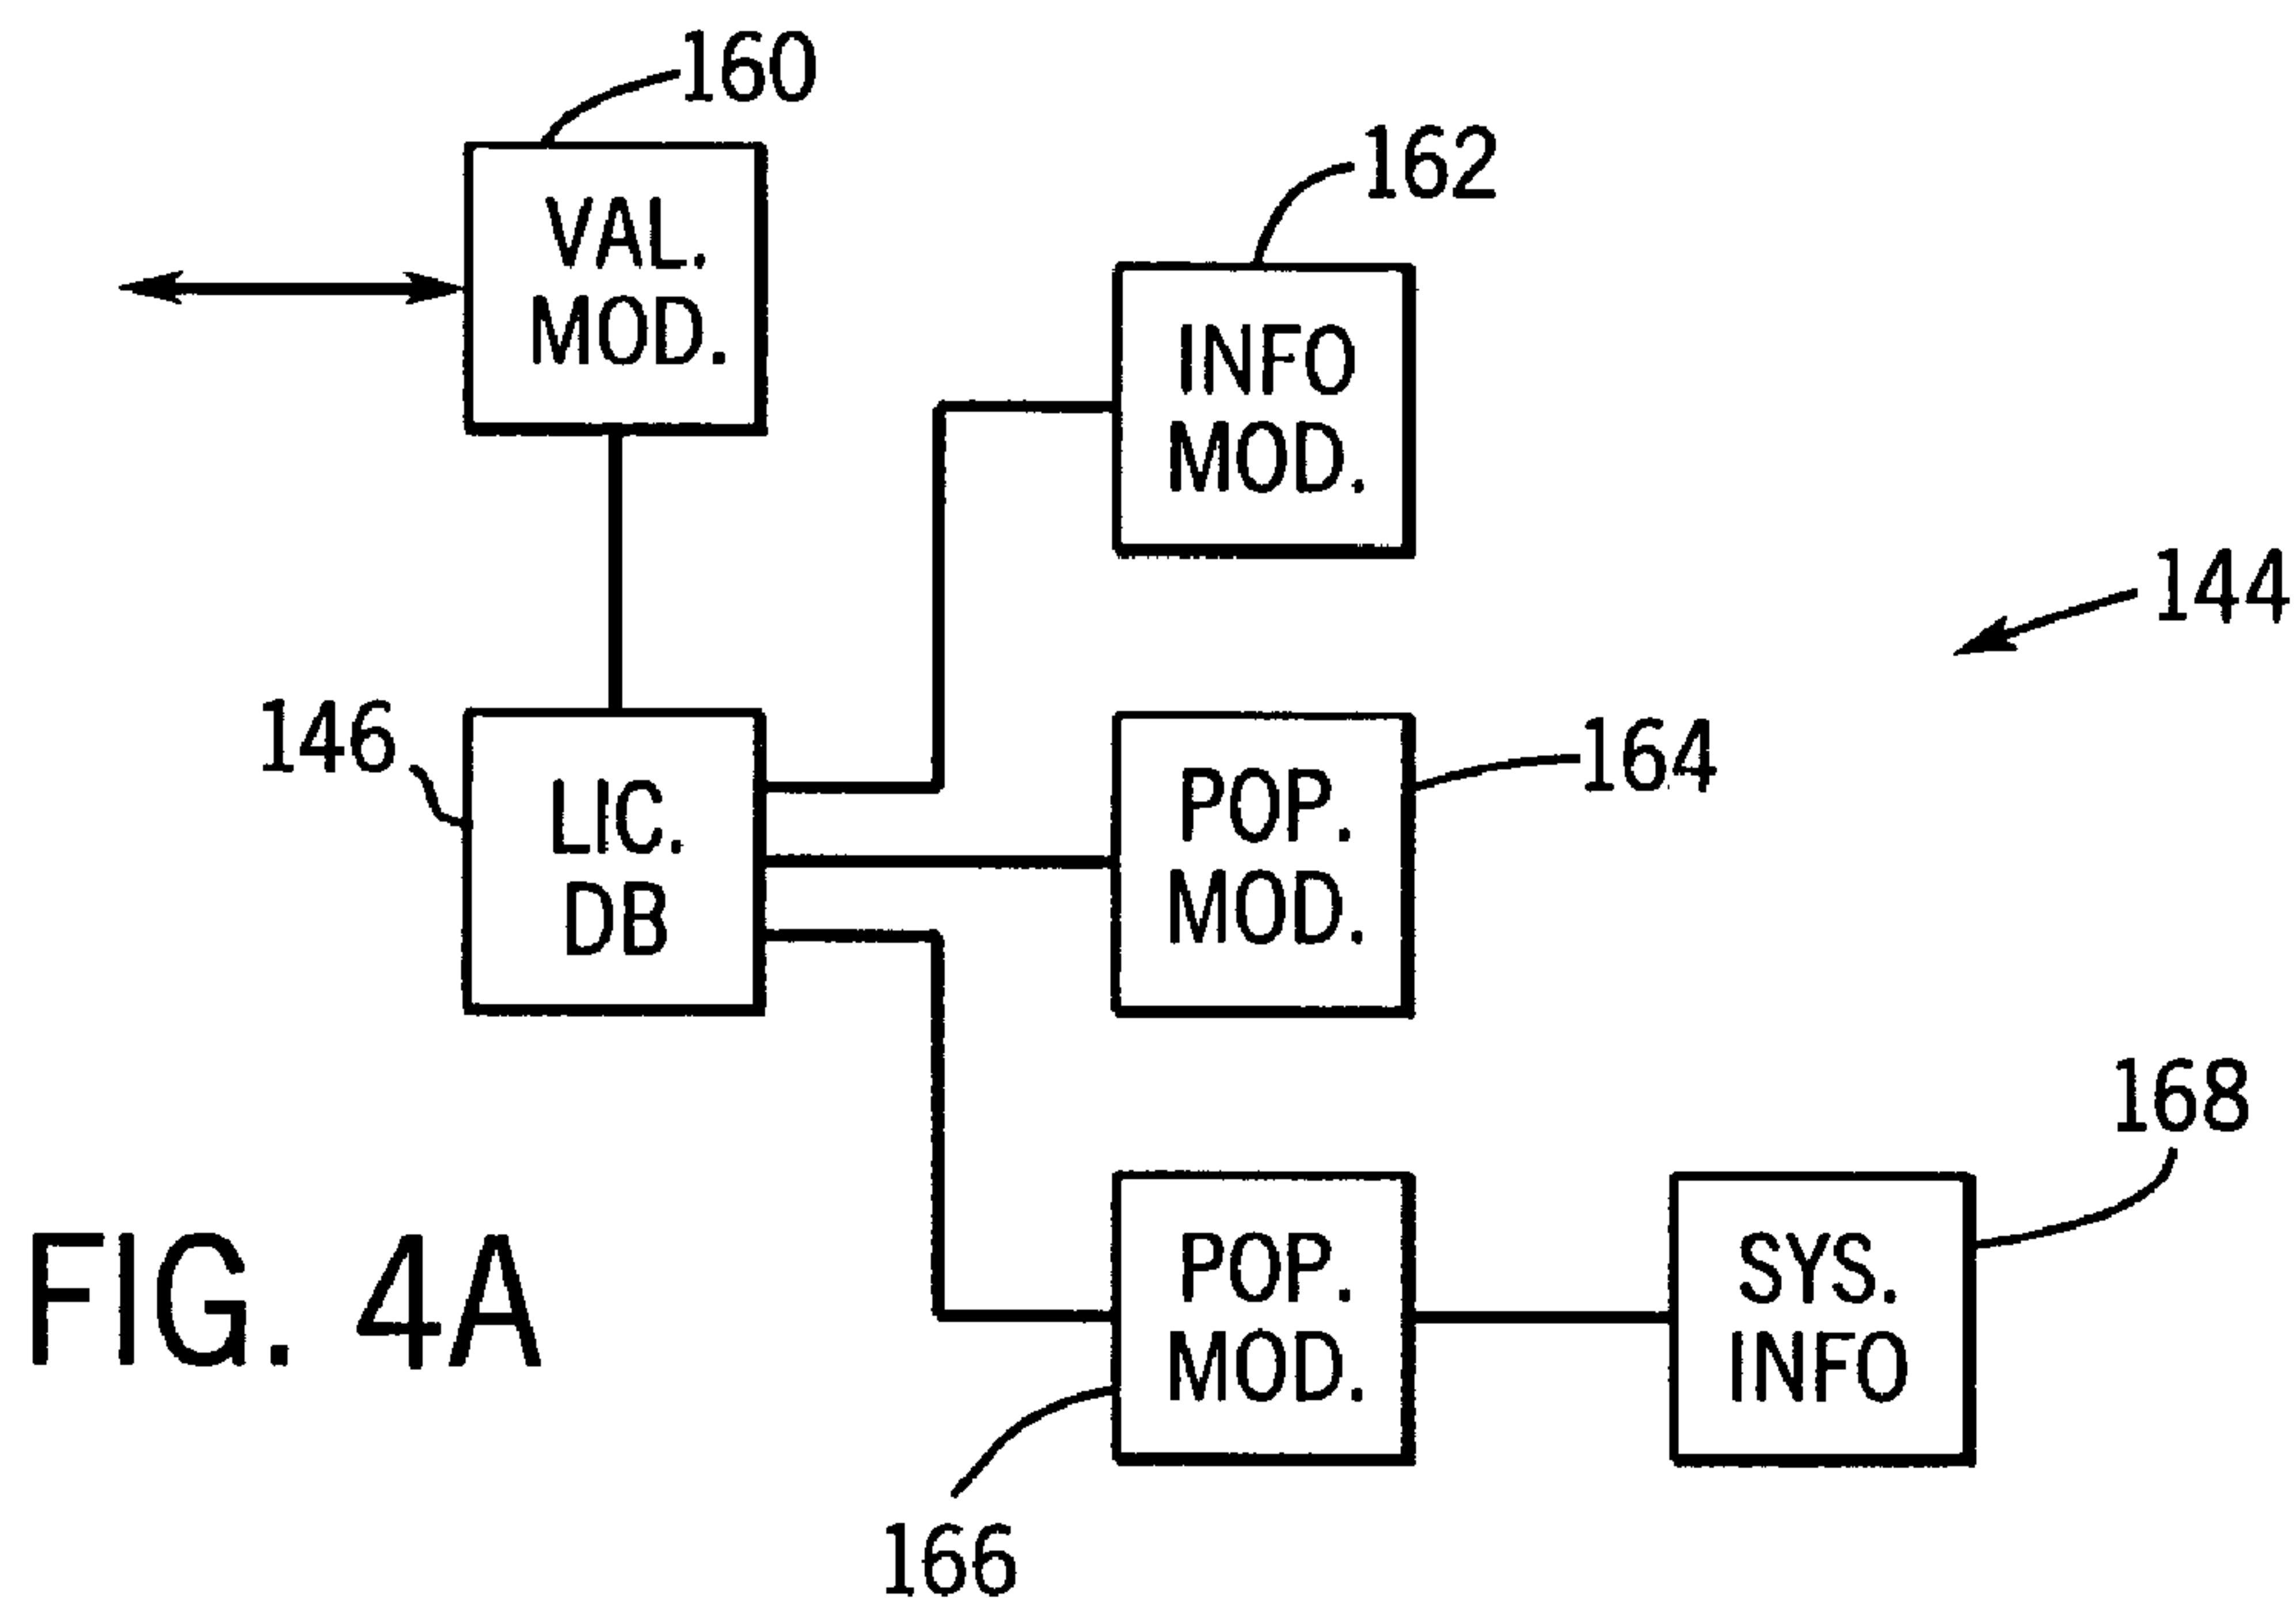 160
VAL.
MOD.
162
INFO
MOD.
144
146
LIC.
DB
164
POP.
MOD.
168
POP.
MOD.
SYS.
INFO
166
FIG. 4A